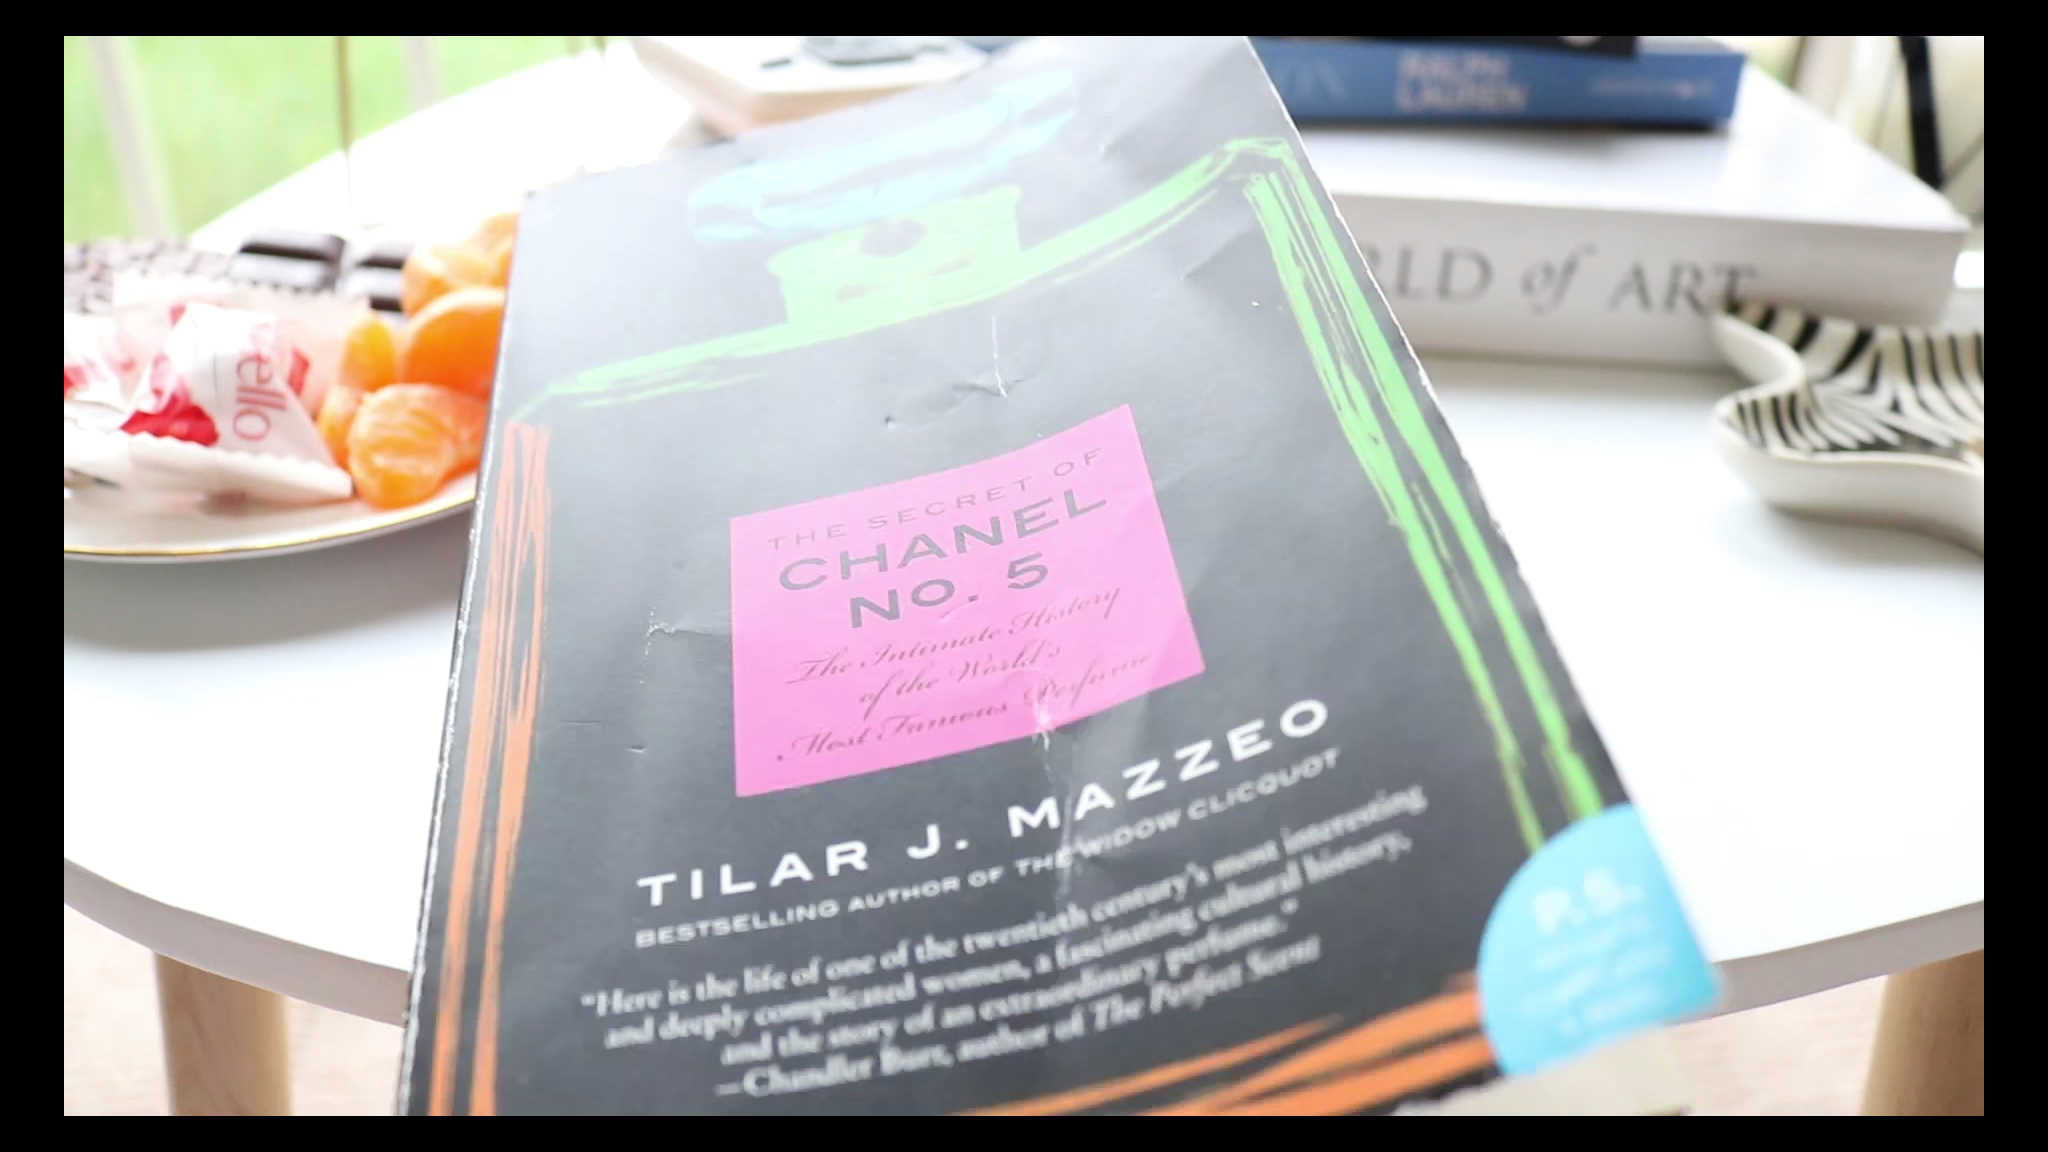 RALPH
LAUREN
RLD of ART
ello
THE SECRET OF
CHANEL
NO. 5
The Intimate History
of the World's
Most Famous Perfume
TILAR J. MAZZEO
BESTSELLING AUTHOR OF THE WIDOW CLICQUOT
"Here is the life of one of the twentieth century's most interesting
and deeply complicated women, a fascinating cultural history,
and the story of an extraordinary perfume."
—Chandler Burr, author of The Perfect Scent
P.S.